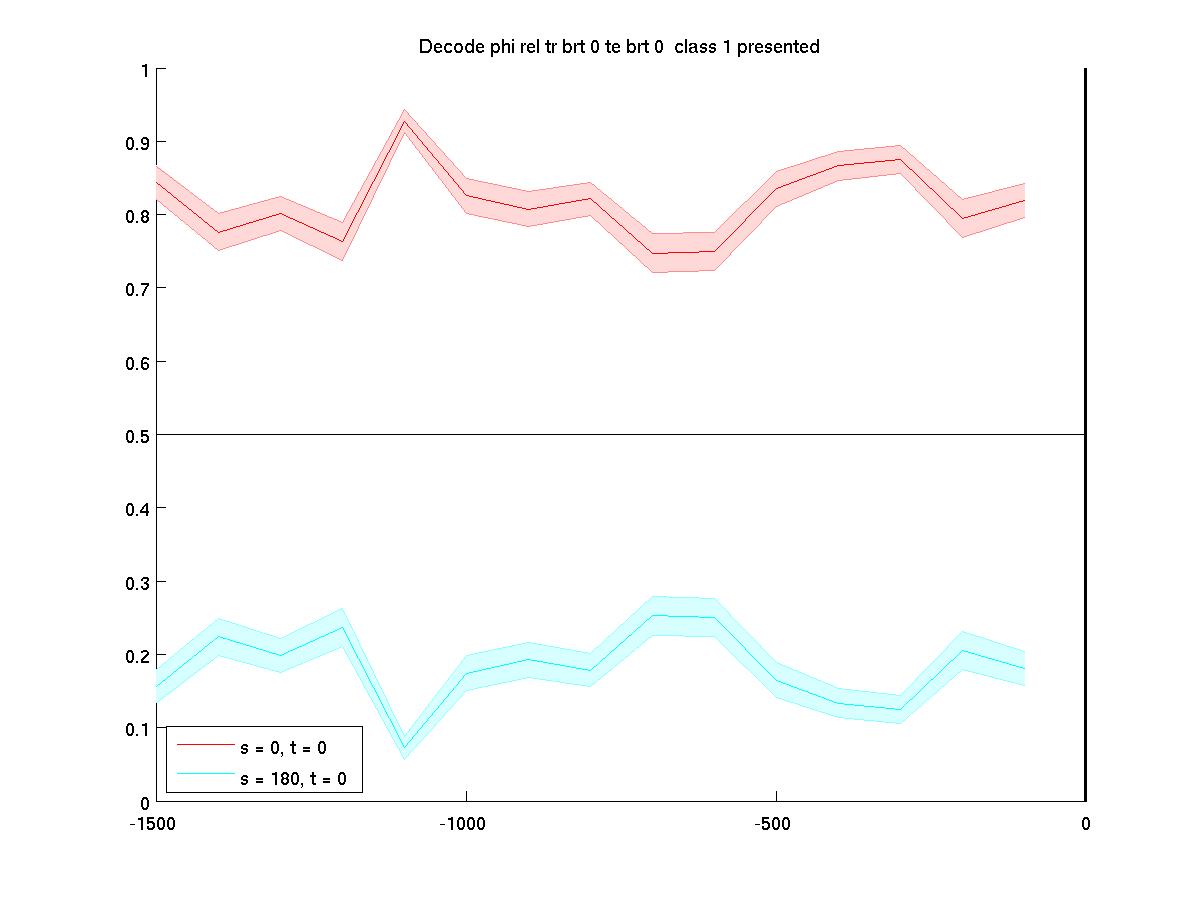 Decode phi rel tr brt 0 te brt 0  class 1 presented
1
0.9
0.8
0.7
0.6
0.5
0.4
0.3
0.2
0.1
0
s = 0, t = 0
s = 180, t = 0
-1500 -1000 -500 0